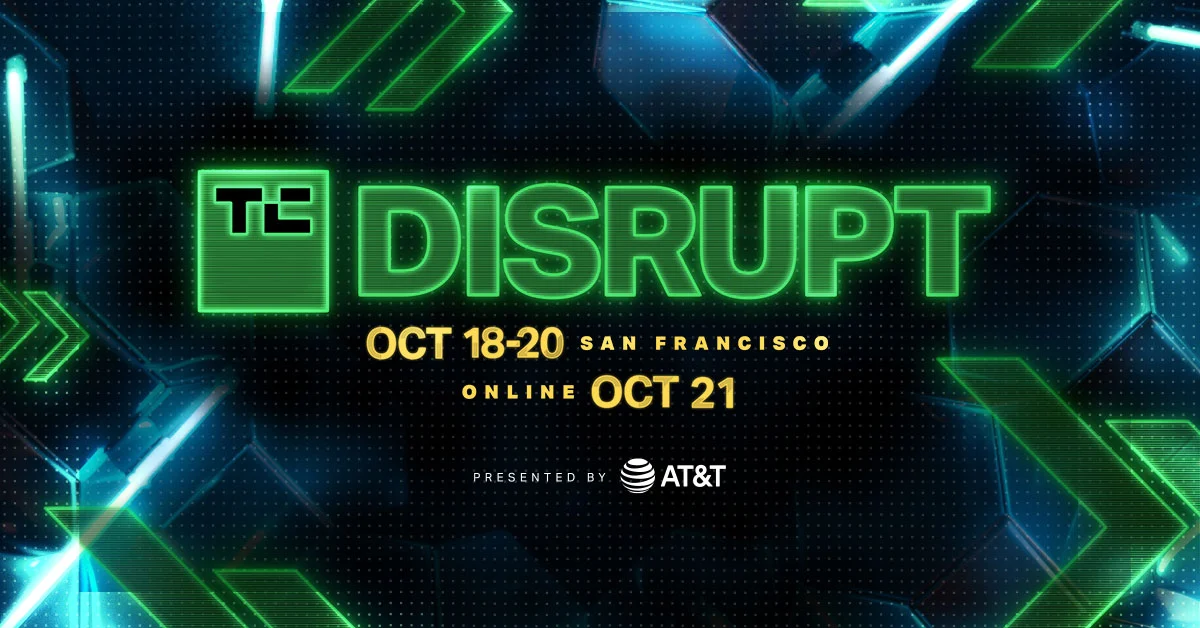 TC DISRUPT
OCT 18-20 SAN FRANCISCO
ONLINE OCT 21
PRESENTED BY AT&T